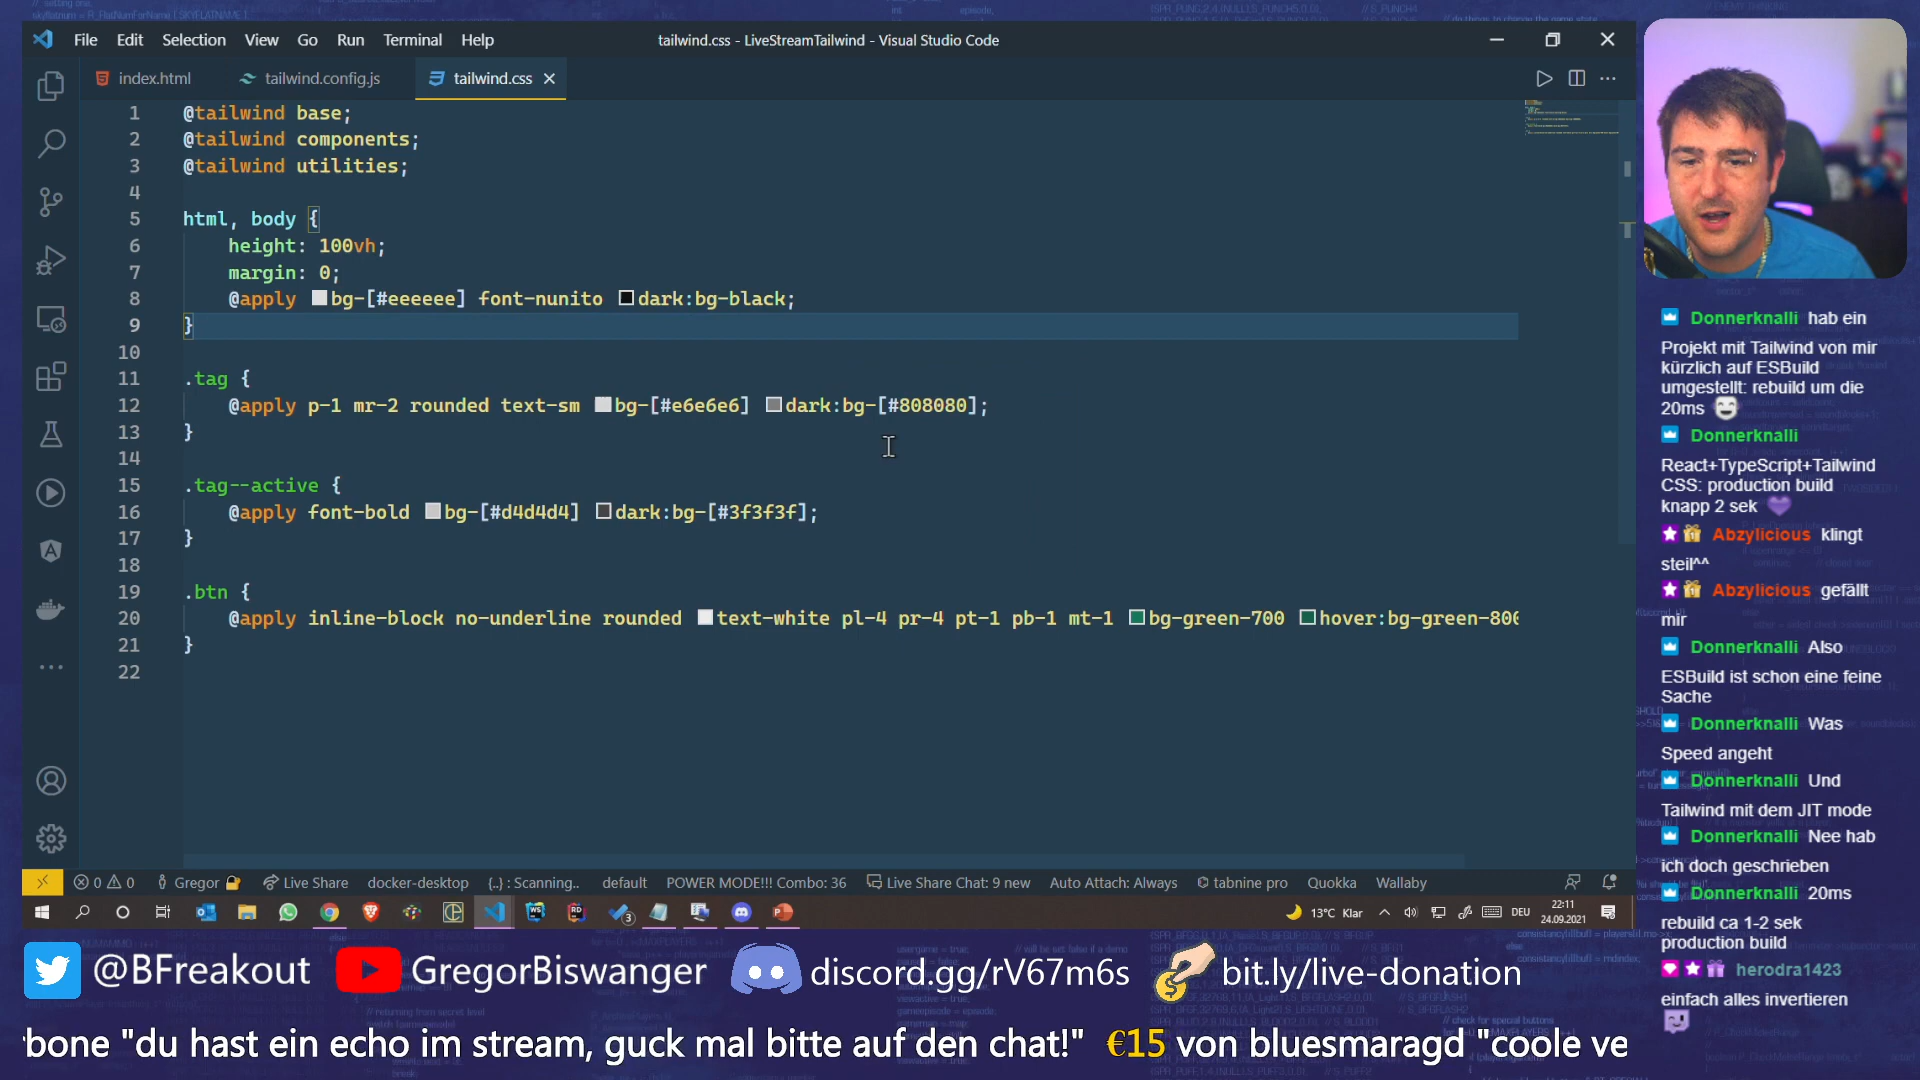 File Edit Selection View Go Run Terminal Help
tailwind.css - LiveStreamTailwind - Visual Studio Code
index.html
tailwind.config.js
tailwind.css
1 @tailwind base;
2 @tailwind components;
3 @tailwind utilities;
4
5 html, body {
6 height: 100vh;
7 margin: 0;
8 @apply bg-[#eeeeee] font-nunito dark:bg-black;
9 }
10
11 .tag {
12 @apply p-1 mr-2 rounded text-sm bg-[#e6e6e6] dark:bg-[#808080];
13 }
14
15 .tag--active {
16 @apply font-bold bg-[#d4d4d4] dark:bg-[#3f3f3f];
17 }
18
19 .btn {
20 @apply inline-block no-underline rounded text-white pl-4 pr-4 pt-1 pb-1 mt-1 bg-green-700 hover:bg-green-800
21 }
22
0 0 Gregor Live Share docker-desktop {..} : Scanning.. default POWER MODE!!! Combo: 36 Live Share Chat: 9 new Auto Attach: Always tabnine pro Quokka Wallaby
3 13°C Klar DEU 22:11
24.09.2021
Donnerknalli hab ein
Projekt mit Tailwind von mir
kürzlich auf ESBuild
umgestellt: rebuild um die
20ms
Donnerknalli
React+TypeScript+Tailwind
CSS: production build
knapp 2 sek
Abzylicious klingt
steil^^
Abzylicious gefällt
mir
Donnerknalli Also
ESBuild ist schon eine feine
Sache
Donnerknalli Was
Speed angeht
Donnerknalli Und
Tailwind mit dem JIT mode
Donnerknalli Nee hab
ich doch geschrieben
Donnerknalli 20ms
rebuild ca 1-2 sek
production build
herodra1423
einfach alles invertieren
@BFreakout GregorBiswanger discord.gg/rV67m6s bit.ly/live-donation
bone "du hast ein echo im stream, guck mal bitte auf den chat!" €15 von bluesmaragd "coole ve